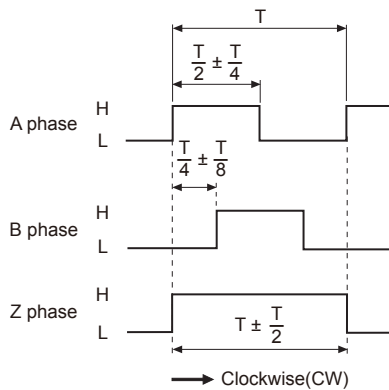 T
T/2 ± T/4
H
A phase
L
T/4 ± T/8
H
B phase
L
H
Z phase
L
T ± T/2
Clockwise(CW)